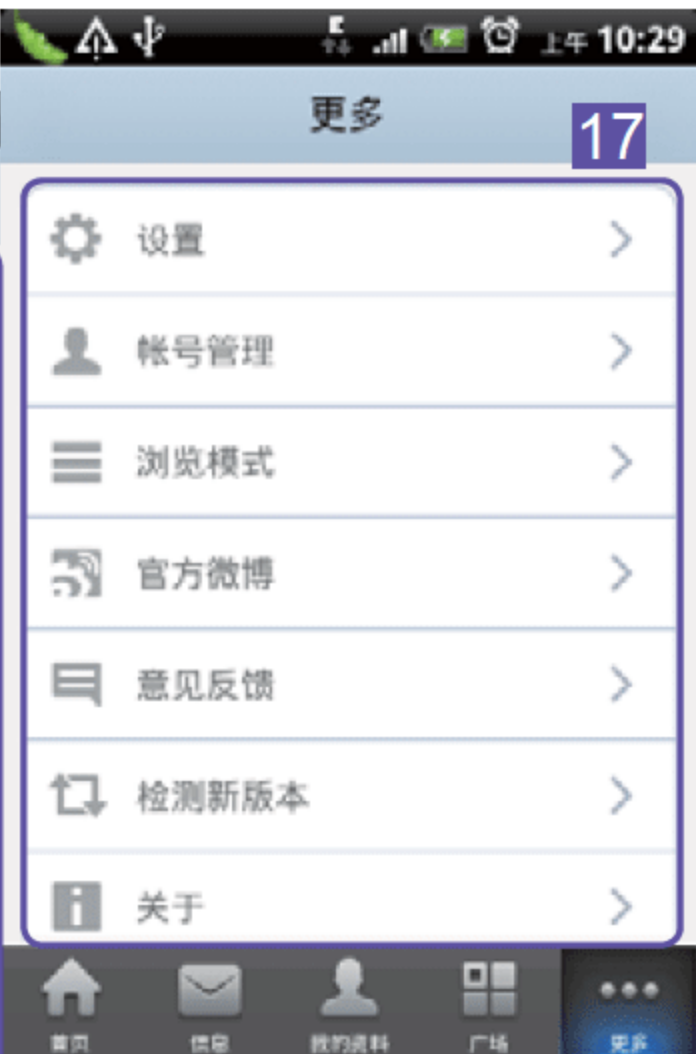 上午 10:29
更多
17
设置
帐号管理
浏览模式
官方微博
意见反馈
检测新版本
关于
首页 信息 我的资料 广场 更多